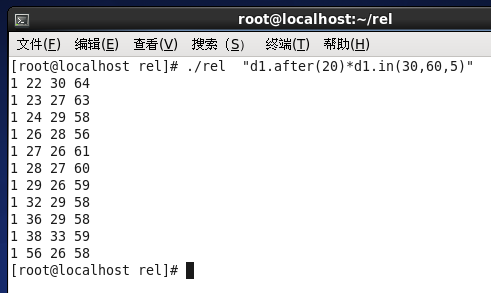 root@localhost:~/rel
文件(F) 编辑(E) 查看(V) 搜索（S） 终端(T) 帮助(H)
[root@localhost rel]# ./rel  "d1.after(20)*d1.in(30,60,5)"
1 22 30 64
1 23 27 63
1 24 29 58
1 26 28 56
1 27 26 61
1 28 27 60
1 29 26 59
1 32 29 58
1 36 29 58
1 38 33 59
1 56 26 58
[root@localhost rel]#